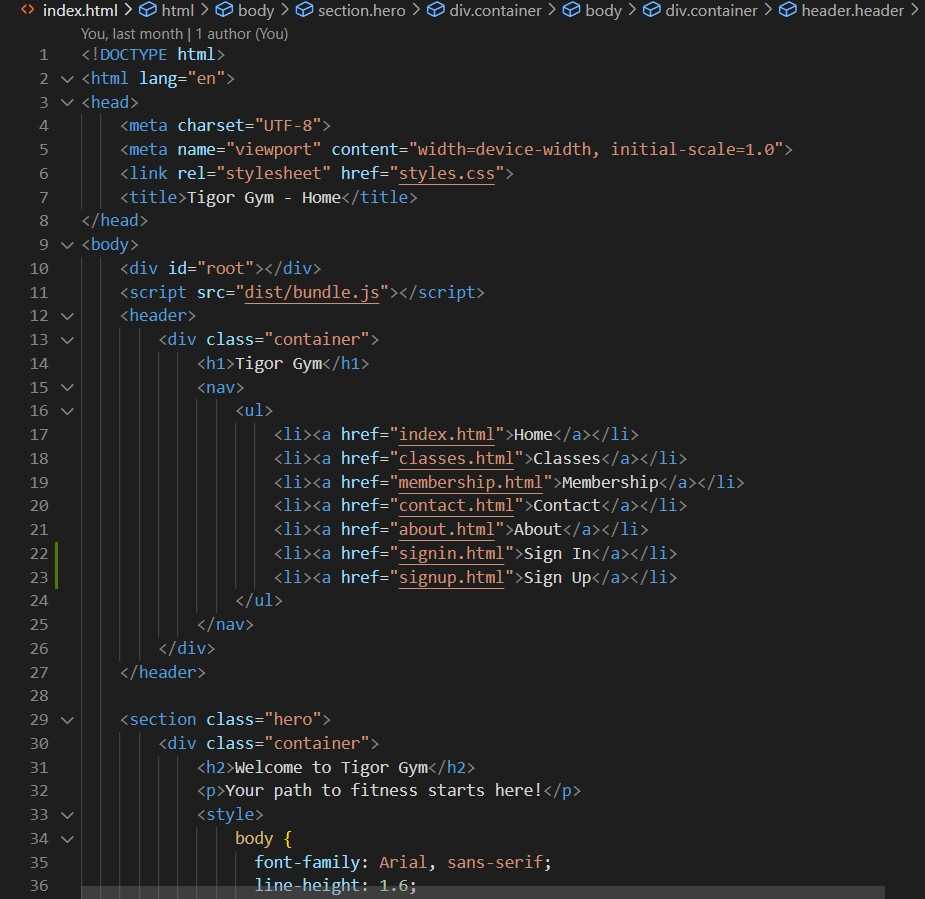 index.html > html > body > section.hero > div.container > body > div.container > header.header >
You, last month | 1 author (You)
1 <!DOCTYPE html>
2 <html lang="en">
3 <head>
4 <meta charset="UTF-8">
5 <meta name="viewport" content="width=device-width, initial-scale=1.0">
6 <link rel="stylesheet" href="styles.css">
7 <title>Tigor Gym - Home</title>
8 </head>
9 <body>
10 <div id="root"></div>
11 <script src="dist/bundle.js"></script>
12 <header>
13 <div class="container">
14 <h1>Tigor Gym</h1>
15 <nav>
16 <ul>
17 <li><a href="index.html">Home</a></li>
18 <li><a href="classes.html">Classes</a></li>
19 <li><a href="membership.html">Membership</a></li>
20 <li><a href="contact.html">Contact</a></li>
21 <li><a href="about.html">About</a></li>
22 <li><a href="signin.html">Sign In</a></li>
23 <li><a href="signup.html">Sign Up</a></li>
24 </ul>
25 </nav>
26 </div>
27 </header>
28
29 <section class="hero">
30 <div class="container">
31 <h2>Welcome to Tigor Gym</h2>
32 <p>Your path to fitness starts here!</p>
33 <style>
34 body {
35 font-family: Arial, sans-serif;
36 line-height: 1.6;